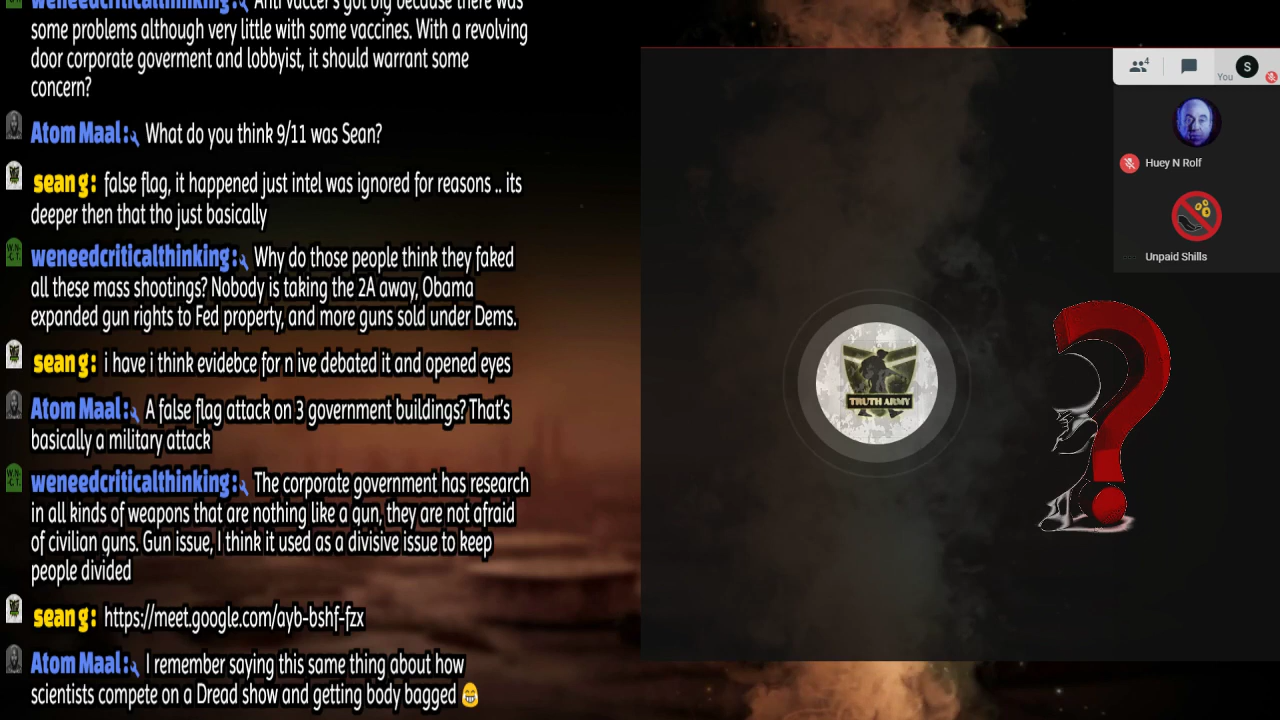 weneedcriticalthinking: Anti vaccer's got big because there was
some problems although very little with some vaccines. With a revolving
door corporate goverment and lobbyist, it should warrant some
concern?
Atom Maal: What do you think 9/11 was Sean?
sean g: false flag, it happened just intel was ignored for reasons .. its
deeper then that tho just basically
weneedcriticalthinking: Why do those people think they faked
all these mass shootings? Nobody is taking the 2A away, Obama
expanded gun rights to Fed property, and more guns sold under Dems.
sean g: i have i think evidebce for n ive debated it and opened eyes
Atom Maal: A false flag attack on 3 government buildings? That's
basically a military attack
weneedcriticalthinking: The corporate government has research
in all kinds of weapons that are nothing like a gun, they are not afraid
of civilian guns. Gun issue, I think it used as a divisive issue to keep
people divided
sean g: https://meet.google.com/ayb-bshf-fzx
Atom Maal: I remember saying this same thing about how
scientists compete on a Dread show and getting body bagged 😁
4
You
S
Huey N Rolf
Unpaid Shills
TRUTH ARMY